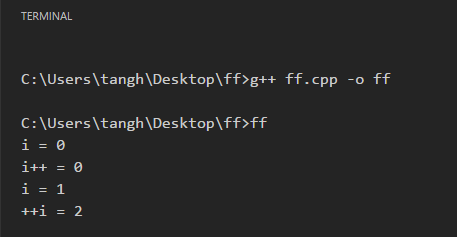 TERMINAL
C:\Users\tangh\Desktop\ff>g++ ff.cpp -o ff
C:\Users\tangh\Desktop\ff>ff
i = 0
i++ = 0
i = 1
++i = 2